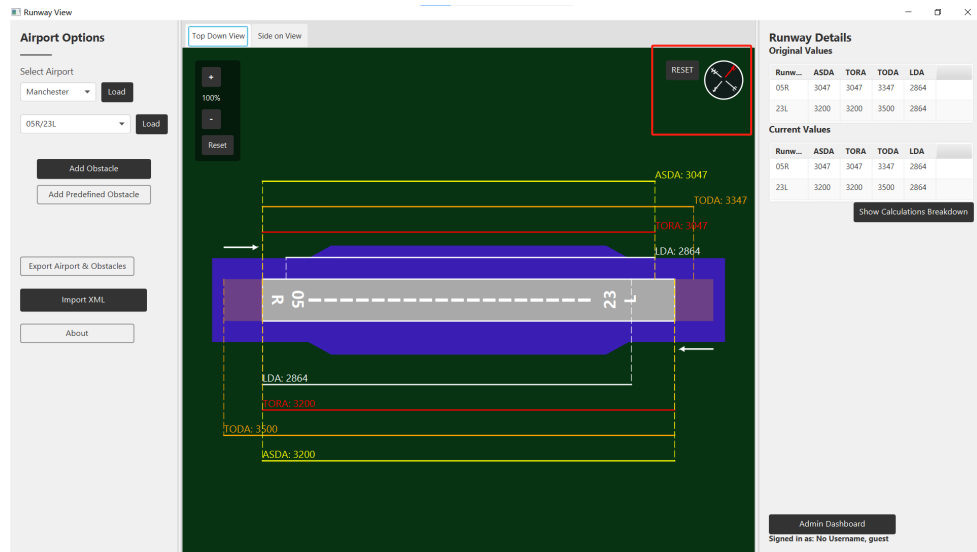 Runway View
Airport Options
Select Airport
Manchester
Load
05R/23L
Load
Add Obstacle
Add Predefined Obstacle
Export Airport & Obstacles
Import XML
About
Top Down View
Side on View
+
100%
-
Reset
RESET
ASDA: 3047
TODA: 3347
TORA: 3047
LDA: 2864
R 05
23 L
LDA: 2864
TORA: 3200
TODA: 3500
ASDA: 3200
Runway Details
Original Values
Runw... ASDA TORA TODA LDA
05R 3047 3047 3347 2864
23L 3200 3200 3500 2864
Current Values
Runw... ASDA TORA TODA LDA
05R 3047 3047 3347 2864
23L 3200 3200 3500 2864
Show Calculations Breakdown
Admin Dashboard
Signed in as: No Username, guest